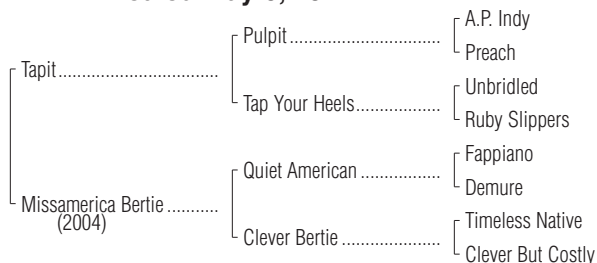 A.P. Indy
Pulpit
Preach
Tapit
Unbridled
Tap Your Heels
Ruby Slippers
Fappiano
Quiet American
Demure
Missamerica Bertie
(2004)
Timeless Native
Clever Bertie
Clever But Costly